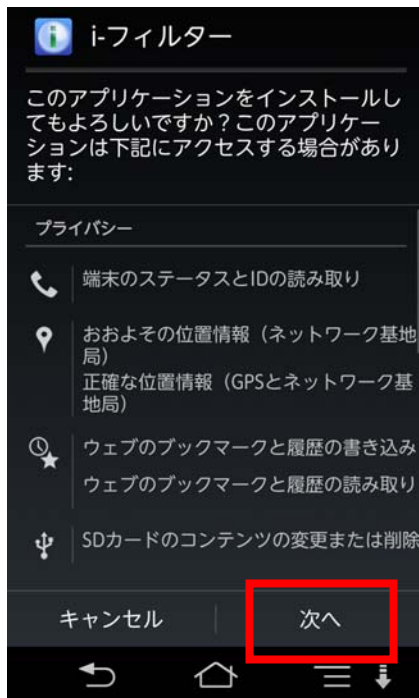 i-フィルター
このアプリケーションをインストールし
てもよろしいですか？このアプリケー
ションは下記にアクセスする場合があり
ます:
プライバシー
端末のステータスとIDの読み取り
おおよその位置情報（ネットワーク基地
局）
正確な位置情報（GPSとネットワーク基
地局）
ウェブのブックマークと履歴の書き込み
ウェブのブックマークと履歴の読み取り
SDカードのコンテンツの変更または削除
キャンセル
次へ